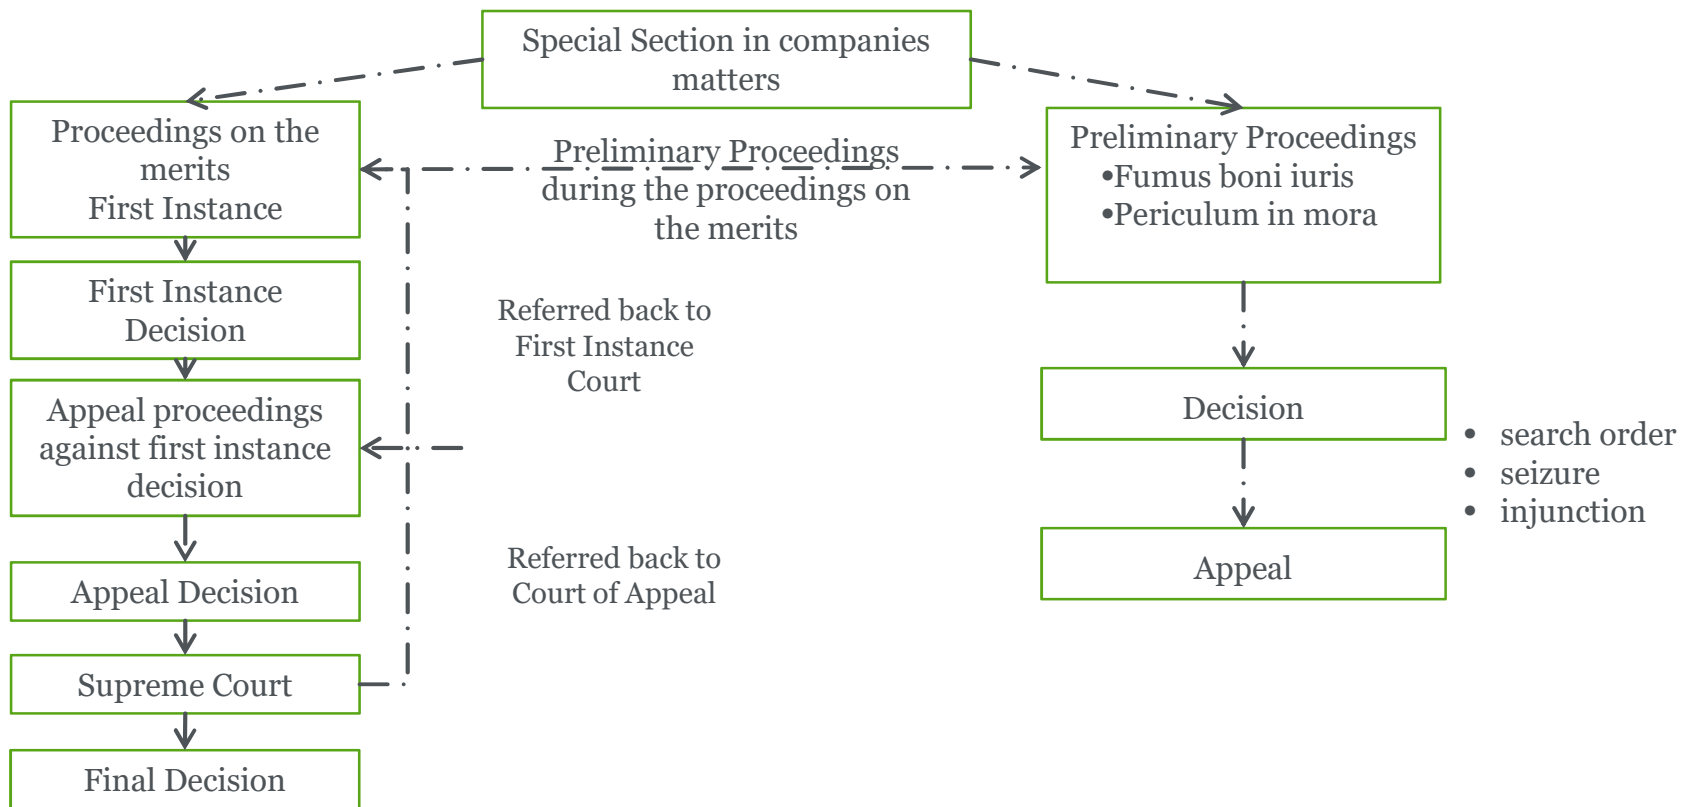 Special Section in companies
matters
Proceedings on the
merits
First Instance
Preliminary Proceedings
during the proceedings on
the merits
Preliminary Proceedings
•Fumus boni iuris
•Periculum in mora
First Instance
Decision
Referred back to
First Instance
Court
Appeal proceedings
against first instance
decision
Decision
• search order
• seizure
• injunction
Appeal Decision
Referred back to
Court of Appeal
Appeal
Supreme Court
Final Decision